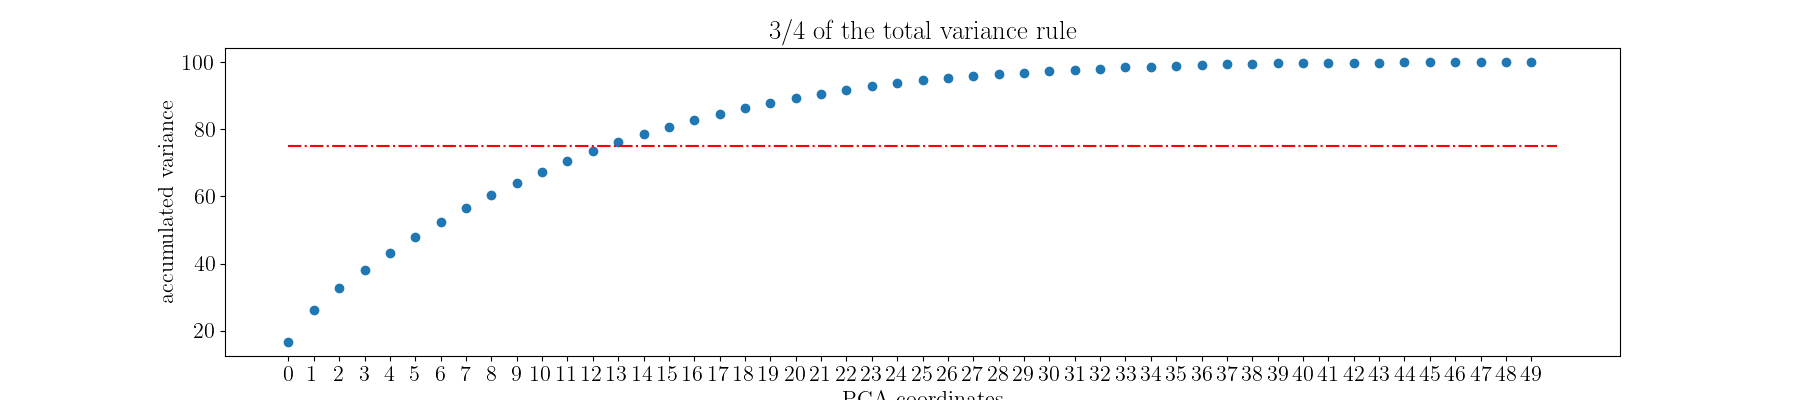 3/4 of the total variance rule
100
80
60
40
20
accumulated variance
0 1 2 3 4 5 6 7 8 9 10 11 12 13 14 15 16 17 18 19 20 21 22 23 24 25 26 27 28 29 30 31 32 33 34 35 36 37 38 39 40 41 42 43 44 45 46 47 48 49
PCA coordinates